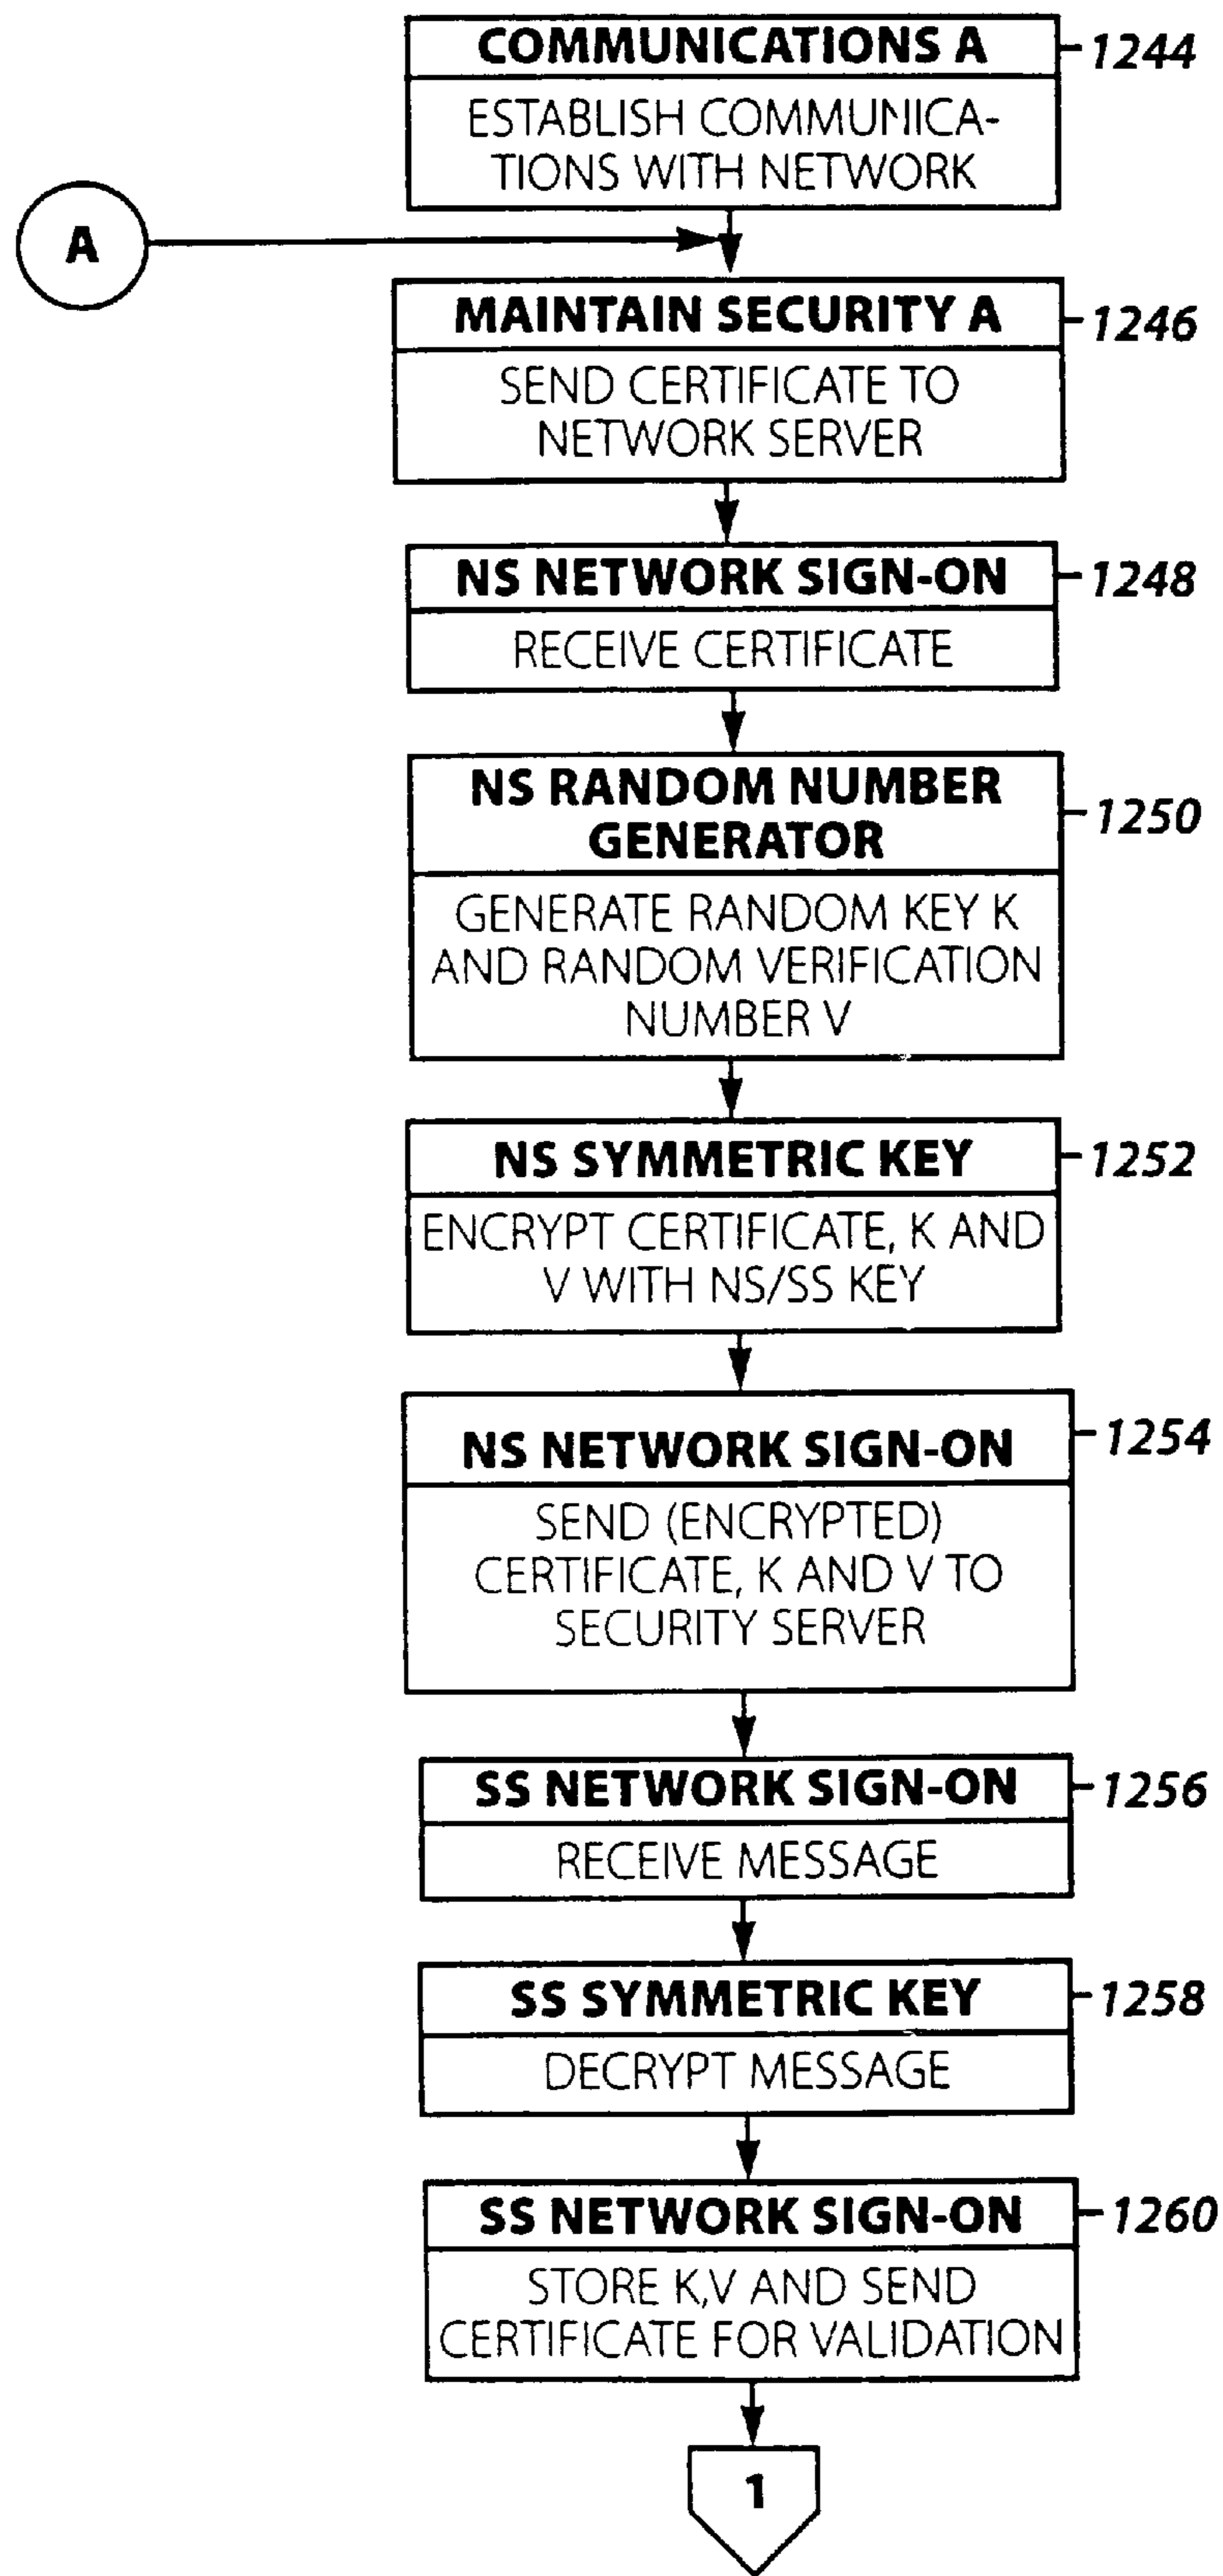 COMMUNICATIONS A
1244
ESTABLISH COMMUNICA-
TIONS WITH NETWORK
A
MAINTAIN SECURITY A
1246
SEND CERTIFICATE TO
NETWORK SERVER
NS NETWORK SIGN-ON
1248
RECEIVE CERTIFICATE
NS RANDOM NUMBER
GENERATOR
1250
GENERATE RANDOM KEY K
AND RANDOM VERIFICATION
NUMBER V
NS SYMMETRIC KEY
1252
ENCRYPT CERTIFICATE, K AND
V WITH NS/SS KEY
NS NETWORK SIGN-ON
1254
SEND (ENCRYPTED)
CERTIFICATE, K AND V TO
SECURITY SERVER
SS NETWORK SIGN-ON
1256
RECEIVE MESSAGE
SS SYMMETRIC KEY
1258
DECRYPT MESSAGE
SS NETWORK SIGN-ON
1260
STORE K,V AND SEND
CERTIFICATE FOR VALIDATION
1